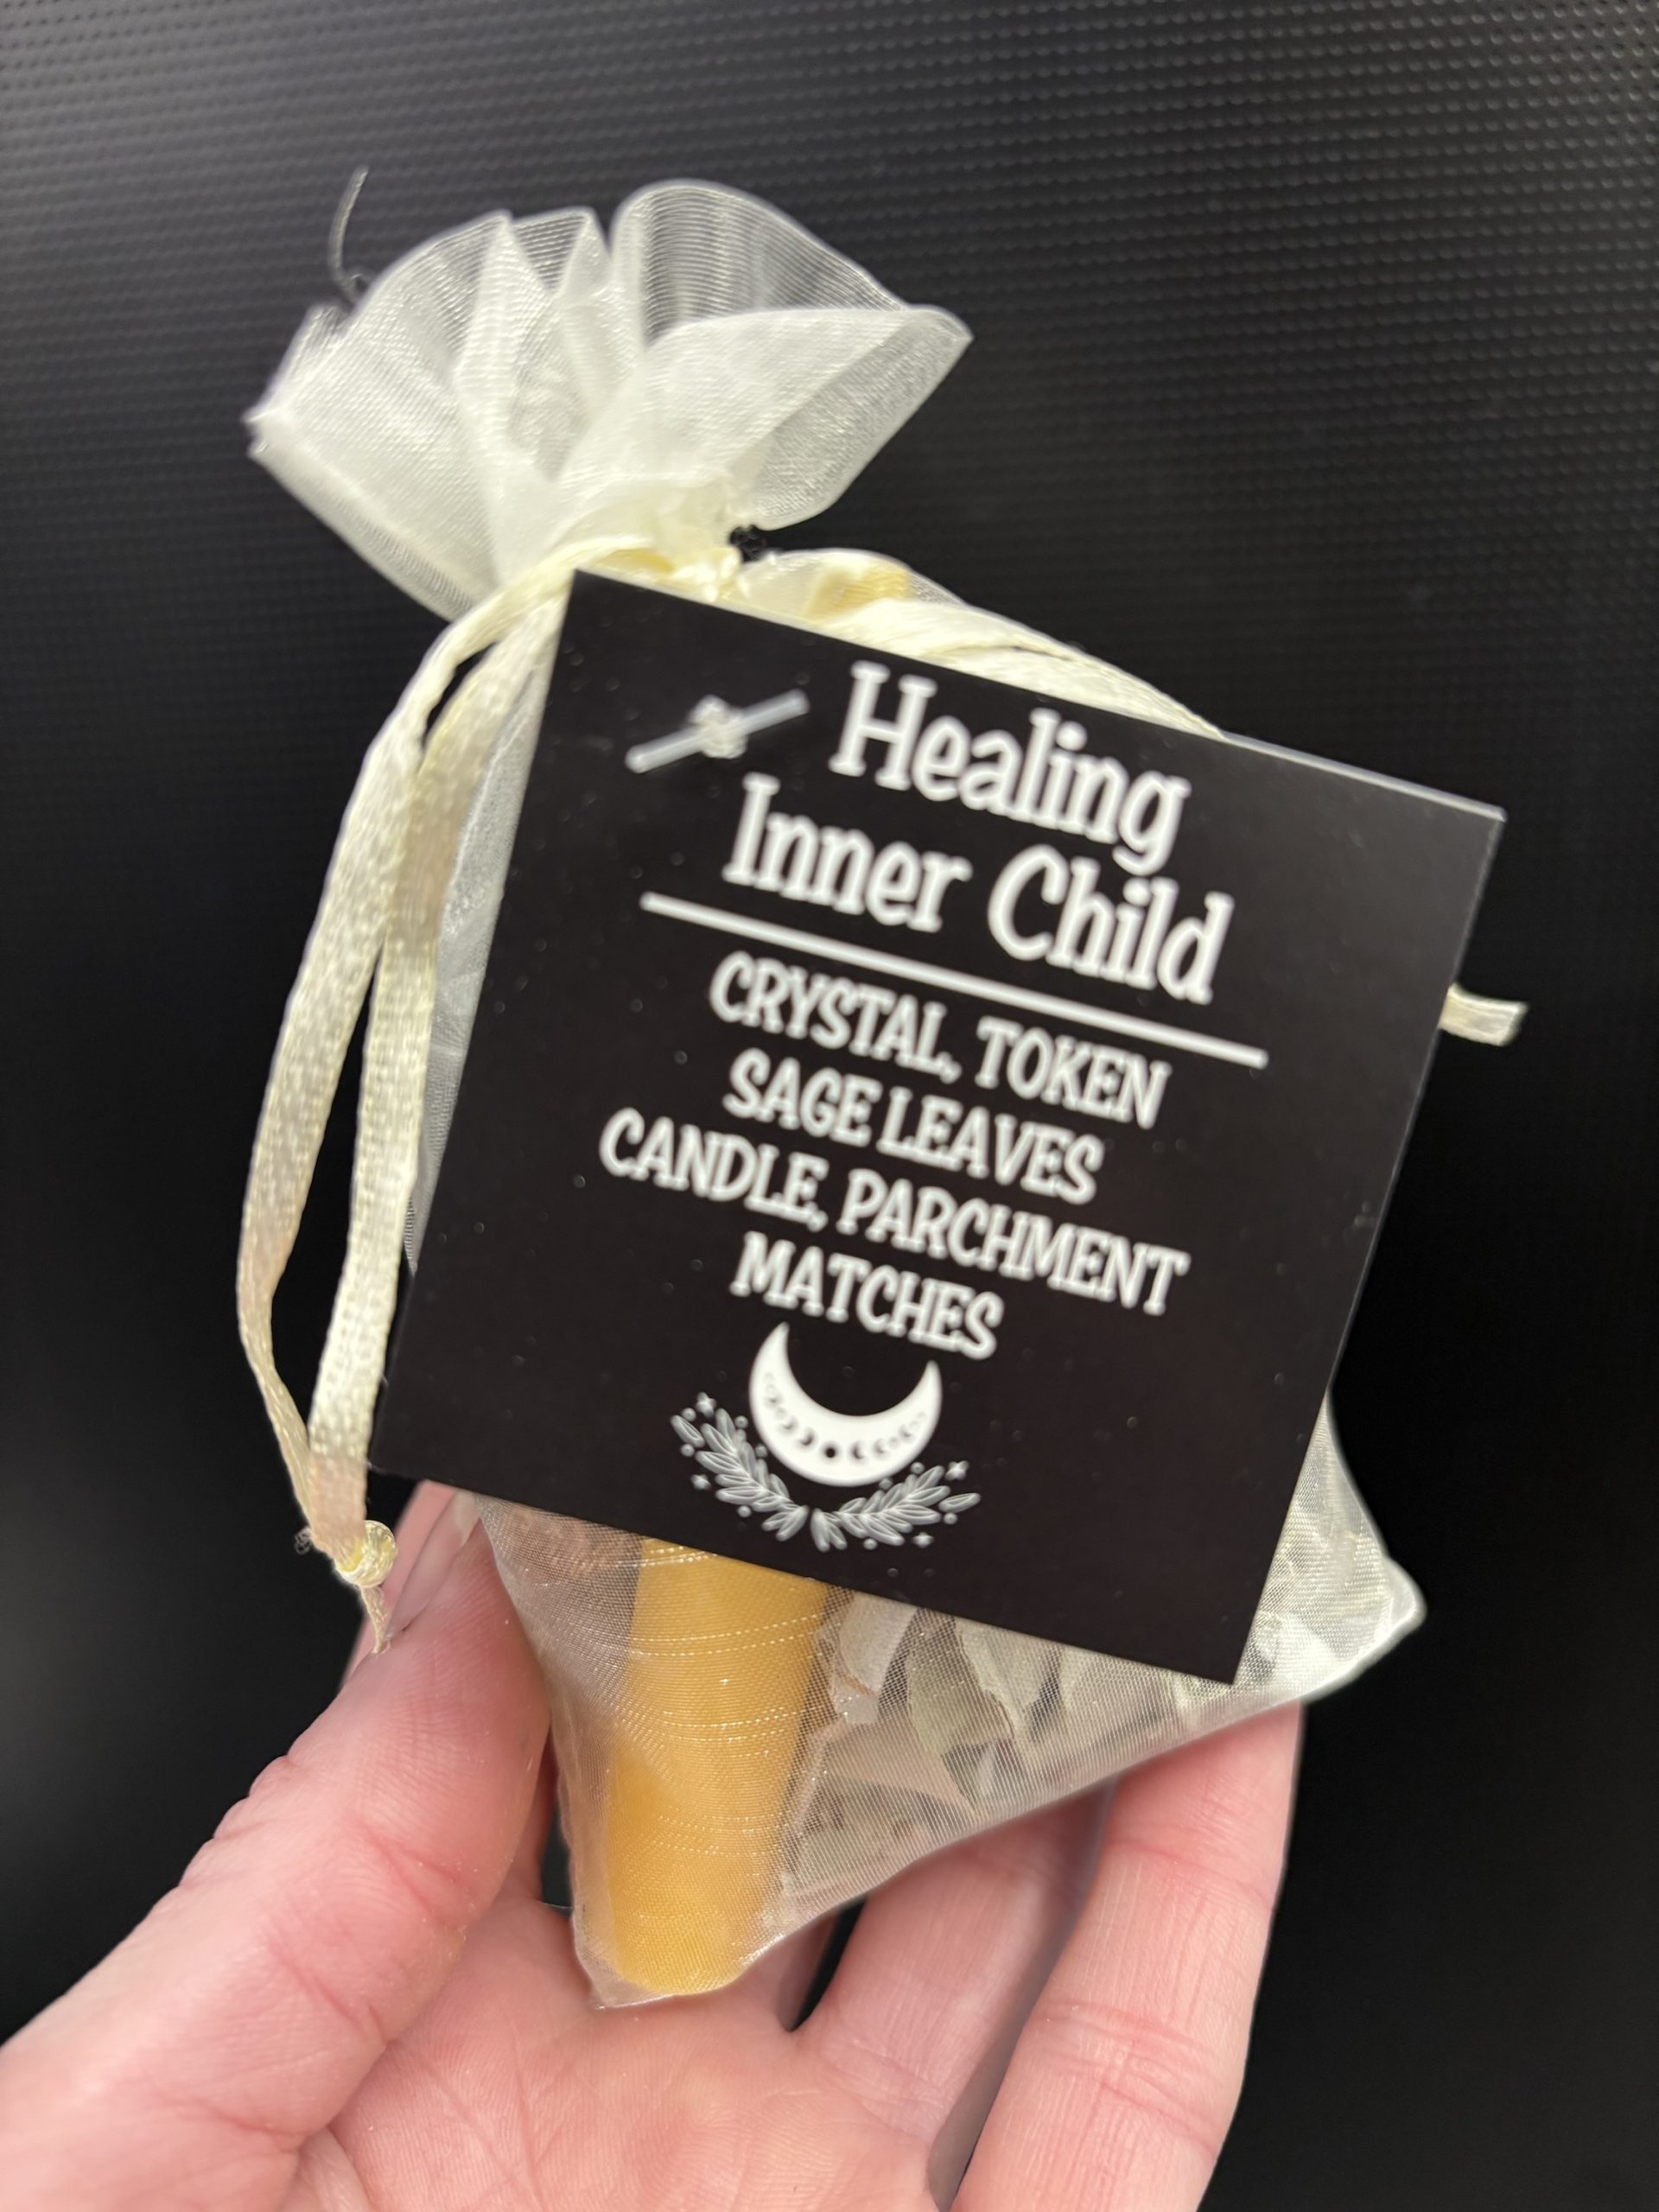 Healing
Inner Child
CRYSTAL, TOKEN
SAGE LEAVES
CANDLE, PARCHMENT
MATCHES